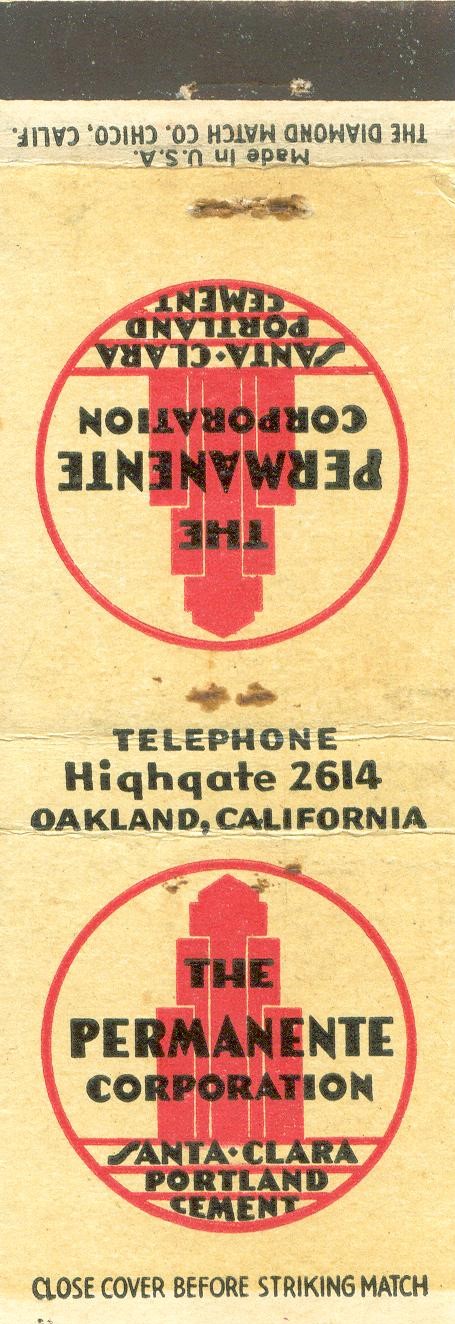 THE DIAMOND MATCH CO. CHICO, CALIF.
Made in U.S.A.
SANTA•CLARA
PORTLAND
CEMENT
THE
PERMANENTE
CORPORATION
TELEPHONE
Highgate 2614
OAKLAND, CALIFORNIA
THE
PERMANENTE
CORPORATION
SANTA•CLARA
PORTLAND
CEMENT
CLOSE COVER BEFORE STRIKING MATCH